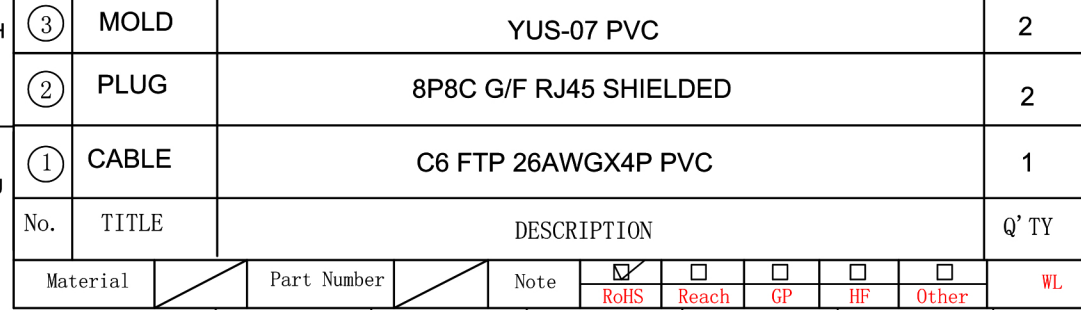 ③ MOLD YUS-07 PVC 2
② PLUG 8P8C G/F RJ45 SHIELDED 2
① CABLE C6 FTP 26AWGX4P PVC 1
No. TITLE DESCRIPTION Q'TY
Material Part Number Note ☑ RoHS ☐ Reach ☐ GP ☐ HF ☐ Other WL